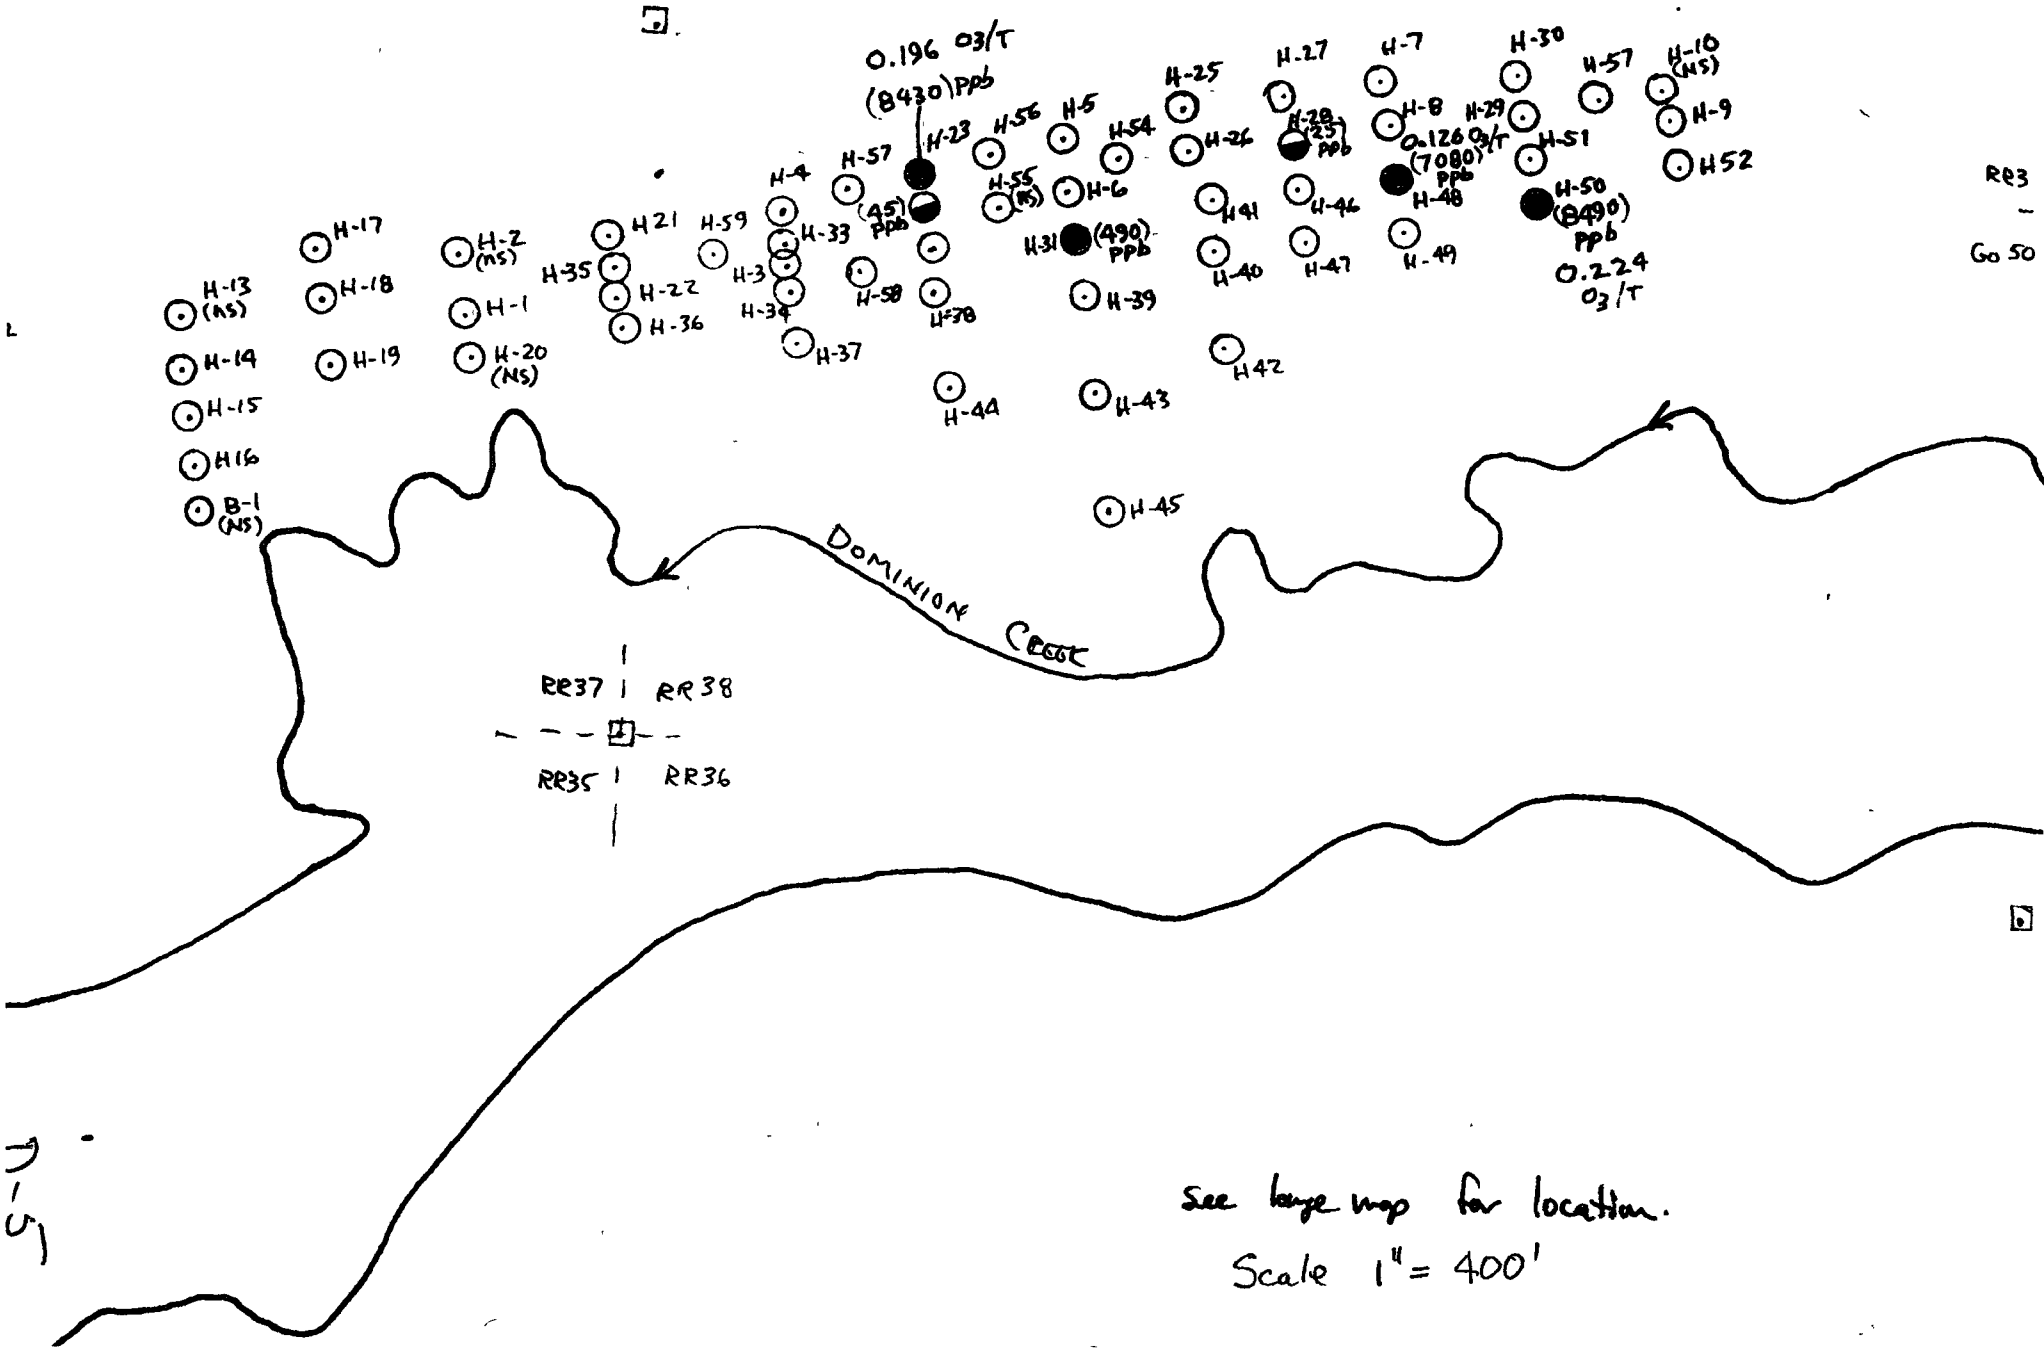 0.196 O3/T
(8430) ppb
H-23
H-56
H-5
H-54
H-25
H-26
H-27
H-28
(25)
ppb
H-7
H-8
0.126 O3/T
(7080)
ppb
H-48
H-30
H-29
H-51
H-50
(8490)
ppb
0.224
O3/T
H-57
H-10
(NS)
H-9
H52
RR3
GO 50
H-57
H-4
(45)
ppb
H-55
(NS)
H-6
H-31
(490)
ppb
H41
H-40
H-46
H-47
H-49
H-17
H-18
H-19
H-2
(NS)
H-1
H-20
(NS)
H21
H-35
H-22
H-36
H-59
H-33
H-3
H-34
H-37
H-58
H-38
H-39
H-13
(NS)
H-14
H-15
H16
B-1
(NS)
L
H-44
H-43
H42
H-45
DOMINION
CREEK
RR37
RR38
RR35
RR36
D-5
See large map for location.
Scale 1" = 400'